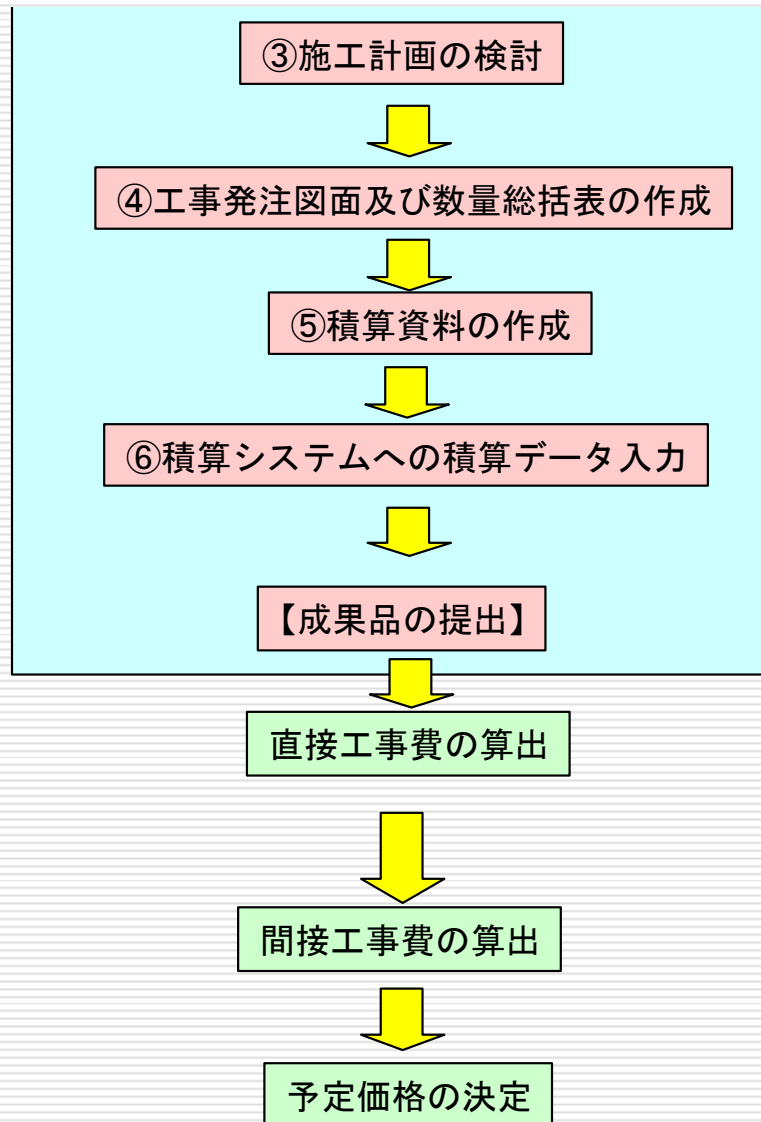 ③施工計画の検討
④工事発注図面及び数量総括表の作成
⑤積算資料の作成
⑥積算システムへの積算データ入力
【成果品の提出】
直接工事費の算出
間接工事費の算出
予定価格の決定